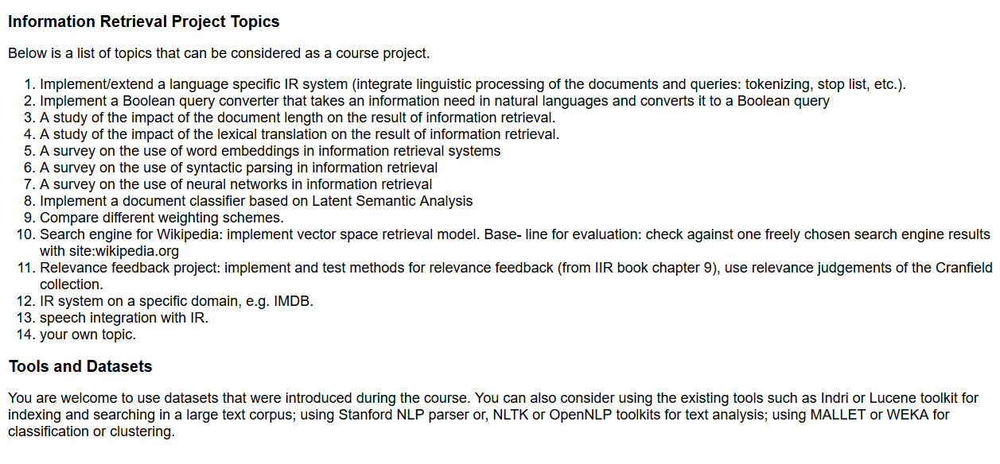 Information Retrieval Project Topics
Below is a list of topics that can be considered as a course project.
1. Implement/extend a language specific IR system (integrate linguistic processing of the documents and queries: tokenizing, stop list, etc.).
2. Implement a Boolean query converter that takes an information need in natural languages and converts it to a Boolean query
3. A study of the impact of the document length on the result of information retrieval.
4. A study of the impact of the lexical translation on the result of information retrieval.
5. A survey on the use of word embeddings in information retrieval systems
6. A survey on the use of syntactic parsing in information retrieval
7. A survey on the use of neural networks in information retrieval
8. Implement a document classifier based on Latent Semantic Analysis
9. Compare different weighting schemes.
10. Search engine for Wikipedia: implement vector space retrieval model. Base- line for evaluation: check against one freely chosen search engine results
with site:wikipedia.org
11. Relevance feedback project: implement and test methods for relevance feedback (from IIR book chapter 9), use relevance judgements of the Cranfield
collection.
12. IR system on a specific domain, e.g. IMDB.
13. speech integration with IR.
14. your own topic.
Tools and Datasets
You are welcome to use datasets that were introduced during the course. You can also consider using the existing tools such as Indri or Lucene toolkit for
indexing and searching in a large text corpus; using Stanford NLP parser or, NLTK or OpenNLP toolkits for text analysis; using MALLET or WEKA for
classification or clustering.